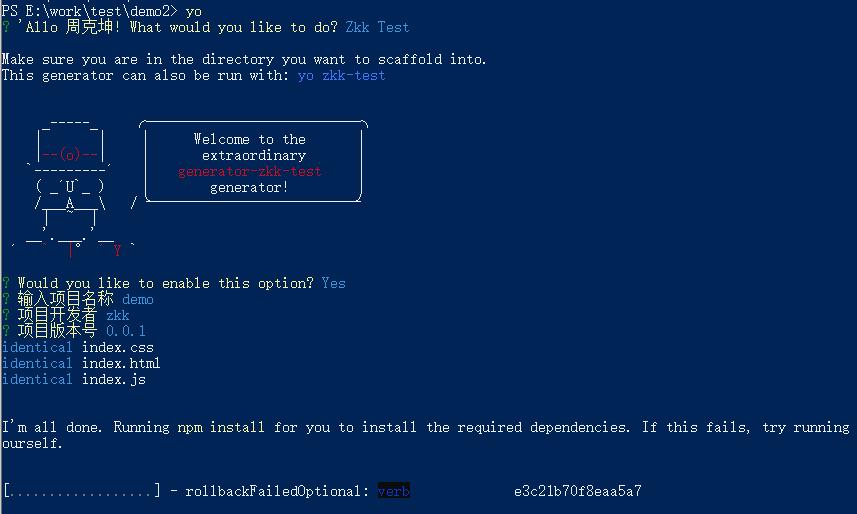 PS E:\work\test\demo2> yo
? 'Allo 周克坤! What would you like to do? Zkk Test
Make sure you are in the directory you want to scaffold into.
This generator can also be run with: yo zkk-test
Welcome to the
extraordinary
generator-zkk-test
generator!
? Would you like to enable this option? Yes
? 输入项目名称 demo
? 项目开发者 zkk
? 项目版本号 0.0.1
identical index.css
identical index.html
identical index.js
I'm all done. Running npm install for you to install the required dependencies. If this fails, try running
ourself.
[..................] - rollbackFailedOptional: verb e3c21b70f8eaa5a7